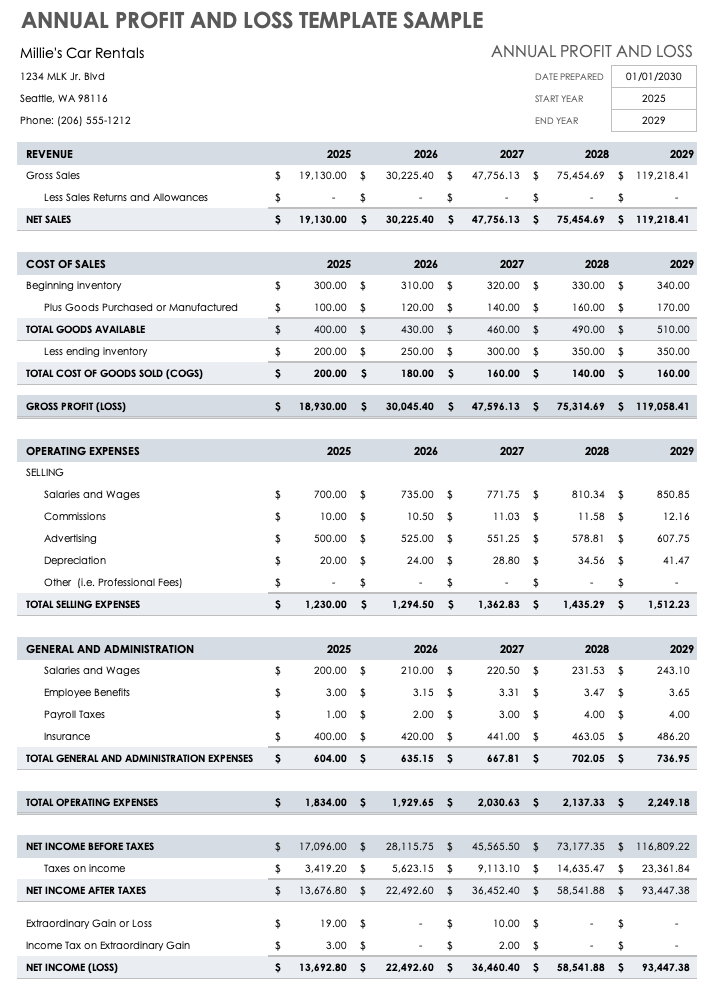 ANNUAL PROFIT AND LOSS TEMPLATE SAMPLE
Millie's Car Rentals ANNUAL PROFIT AND LOSS
1234 MLK Jr. Blvd DATE PREPARED 01/01/2030
Seattle, WA 98116 START YEAR 2025
Phone: (206) 555-1212 END YEAR 2029
REVENUE 2025 2026 2027 2028 2029
Gross Sales $ 19,130.00 $ 30,225.40 $ 47,756.13 $ 75,454.69 $ 119,218.41
Less Sales Returns and Allowances $ - $ - $ - $ - $ -
NET SALES $ 19,130.00 $ 30,225.40 $ 47,756.13 $ 75,454.69 $ 119,218.41
COST OF SALES 2025 2026 2027 2028 2029
Beginning inventory $ 300.00 $ 310.00 $ 320.00 $ 330.00 $ 340.00
Plus Goods Purchased or Manufactured $ 100.00 $ 120.00 $ 140.00 $ 160.00 $ 170.00
TOTAL GOODS AVAILABLE $ 400.00 $ 430.00 $ 460.00 $ 490.00 $ 510.00
Less ending inventory $ 200.00 $ 250.00 $ 300.00 $ 350.00 $ 350.00
TOTAL COST OF GOODS SOLD (COGS) $ 200.00 $ 180.00 $ 160.00 $ 140.00 $ 160.00
GROSS PROFIT (LOSS) $ 18,930.00 $ 30,045.40 $ 47,596.13 $ 75,314.69 $ 119,058.41
OPERATING EXPENSES 2025 2026 2027 2028 2029
SELLING
Salaries and Wages $ 700.00 $ 735.00 $ 771.75 $ 810.34 $ 850.85
Commissions $ 10.00 $ 10.50 $ 11.03 $ 11.58 $ 12.16
Advertising $ 500.00 $ 525.00 $ 551.25 $ 578.81 $ 607.75
Depreciation $ 20.00 $ 24.00 $ 28.80 $ 34.56 $ 41.47
Other (i.e. Professional Fees) $ - $ - $ - $ - $ -
TOTAL SELLING EXPENSES $ 1,230.00 $ 1,294.50 $ 1,362.83 $ 1,435.29 $ 1,512.23
GENERAL AND ADMINISTRATION 2025 2026 2027 2028 2029
Salaries and Wages $ 200.00 $ 210.00 $ 220.50 $ 231.53 $ 243.10
Employee Benefits $ 3.00 $ 3.15 $ 3.31 $ 3.47 $ 3.65
Payroll Taxes $ 1.00 $ 2.00 $ 3.00 $ 4.00 $ 4.00
Insurance $ 400.00 $ 420.00 $ 441.00 $ 463.05 $ 486.20
TOTAL GENERAL AND ADMINISTRATION EXPENSES $ 604.00 $ 635.15 $ 667.81 $ 702.05 $ 736.95
TOTAL OPERATING EXPENSES $ 1,834.00 $ 1,929.65 $ 2,030.63 $ 2,137.33 $ 2,249.18
NET INCOME BEFORE TAXES $ 17,096.00 $ 28,115.75 $ 45,565.50 $ 73,177.35 $ 116,809.22
Taxes on income $ 3,419.20 $ 5,623.15 $ 9,113.10 $ 14,635.47 $ 23,361.84
NET INCOME AFTER TAXES $ 13,676.80 $ 22,492.60 $ 36,452.40 $ 58,541.88 $ 93,447.38
Extraordinary Gain or Loss $ 19.00 $ - $ 10.00 $ - $ -
Income Tax on Extraordinary Gain $ 3.00 $ - $ 2.00 $ - $ -
NET INCOME (LOSS) $ 13,692.80 $ 22,492.60 $ 36,460.40 $ 58,541.88 $ 93,447.38